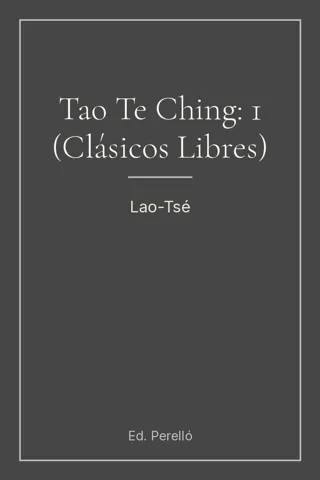 Tao Te Ching: 1
(Clásicos Libres)
Lao-Tsé
Ed. Perelló